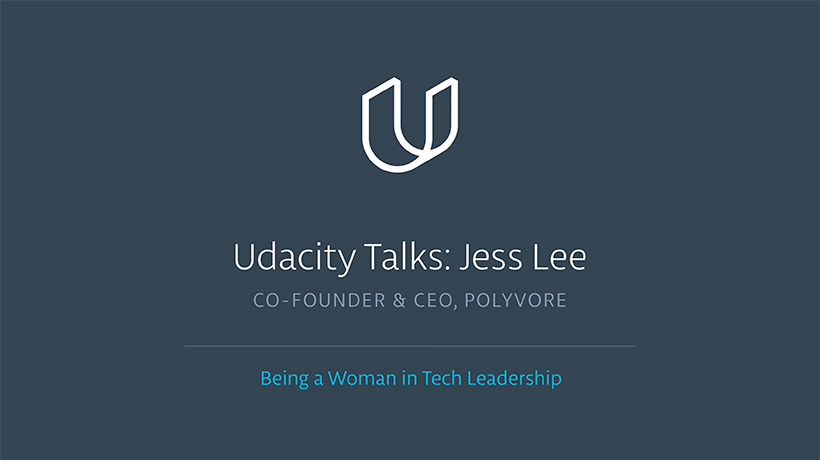 Udacity Talks: Jess Lee
CO-FOUNDER & CEO, POLYVORE
Being a Woman in Tech Leadership